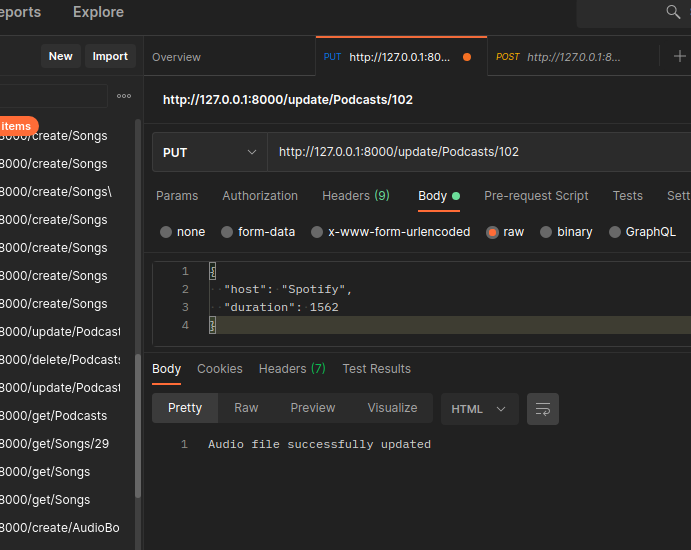 eports Explore
New Import
Overview PUT http://127.0.0.1:80... POST http://127.0.0.1:8...
http://127.0.0.1:8000/update/Podcasts/102
items
8000/create/Songs
8000/create/Songs
8000/create/Songs\
8000/create/Songs
8000/create/Songs
8000/create/Songs
8000/create/Songs
8000/update/Podcast
8000/delete/Podcasts
8000/update/Podcast
8000/get/Podcasts
8000/get/Songs/29
8000/get/Songs
8000/get/Songs
8000/create/AudioBo
PUT http://127.0.0.1:8000/update/Podcasts/102
Params Authorization Headers (9) Body Pre-request Script Tests Sett
none form-data x-www-form-urlencoded raw binary GraphQL
1 {
2 "host": "Spotify",
3 "duration": 1562
4 }
Body Cookies Headers (7) Test Results
Pretty Raw Preview Visualize HTML
1 Audio file successfully updated